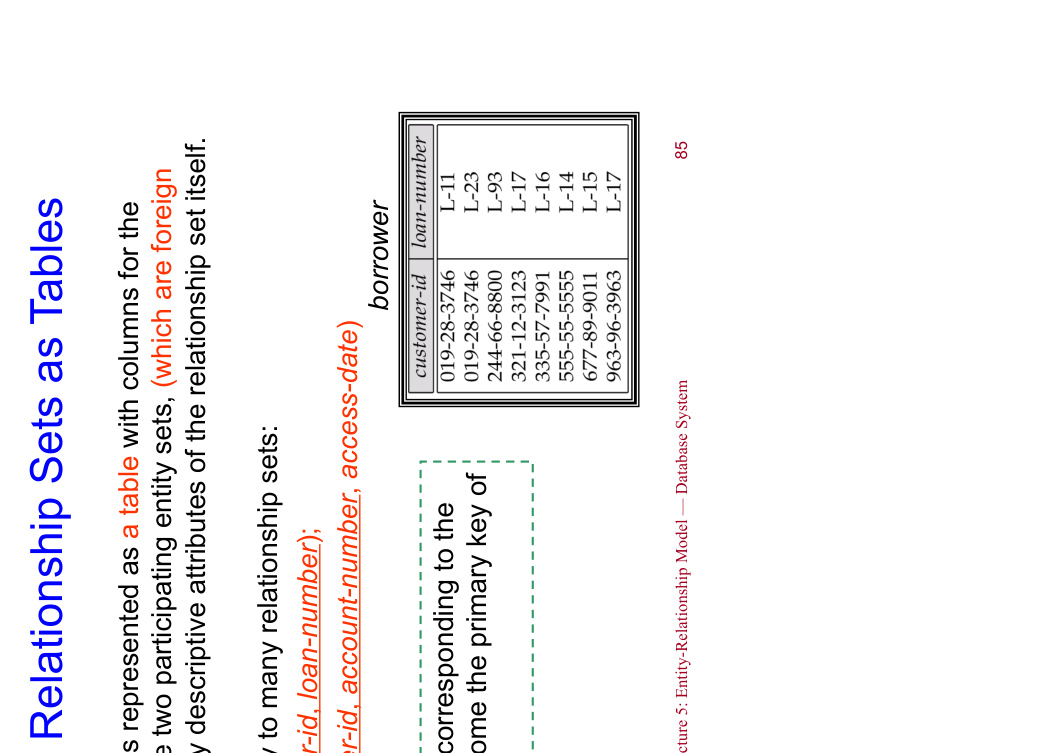 Relationship Sets as Tables
s represented as a table with columns for the
e two participating entity sets, (which are foreign
y descriptive attributes of the relationship set itself.
y to many relationship sets:
r-id, loan-number);
er-id, account-number, access-date)
borrower
customer-id loan-number
019-28-3746 L-11
019-28-3746 L-23
244-66-8800 L-93
321-12-3123 L-17
335-57-7991 L-16
555-55-5555 L-14
677-89-9011 L-15
963-96-3963 L-17
corresponding to the
ome the primary key of
cture 5: Entity-Relationship Model — Database System
85